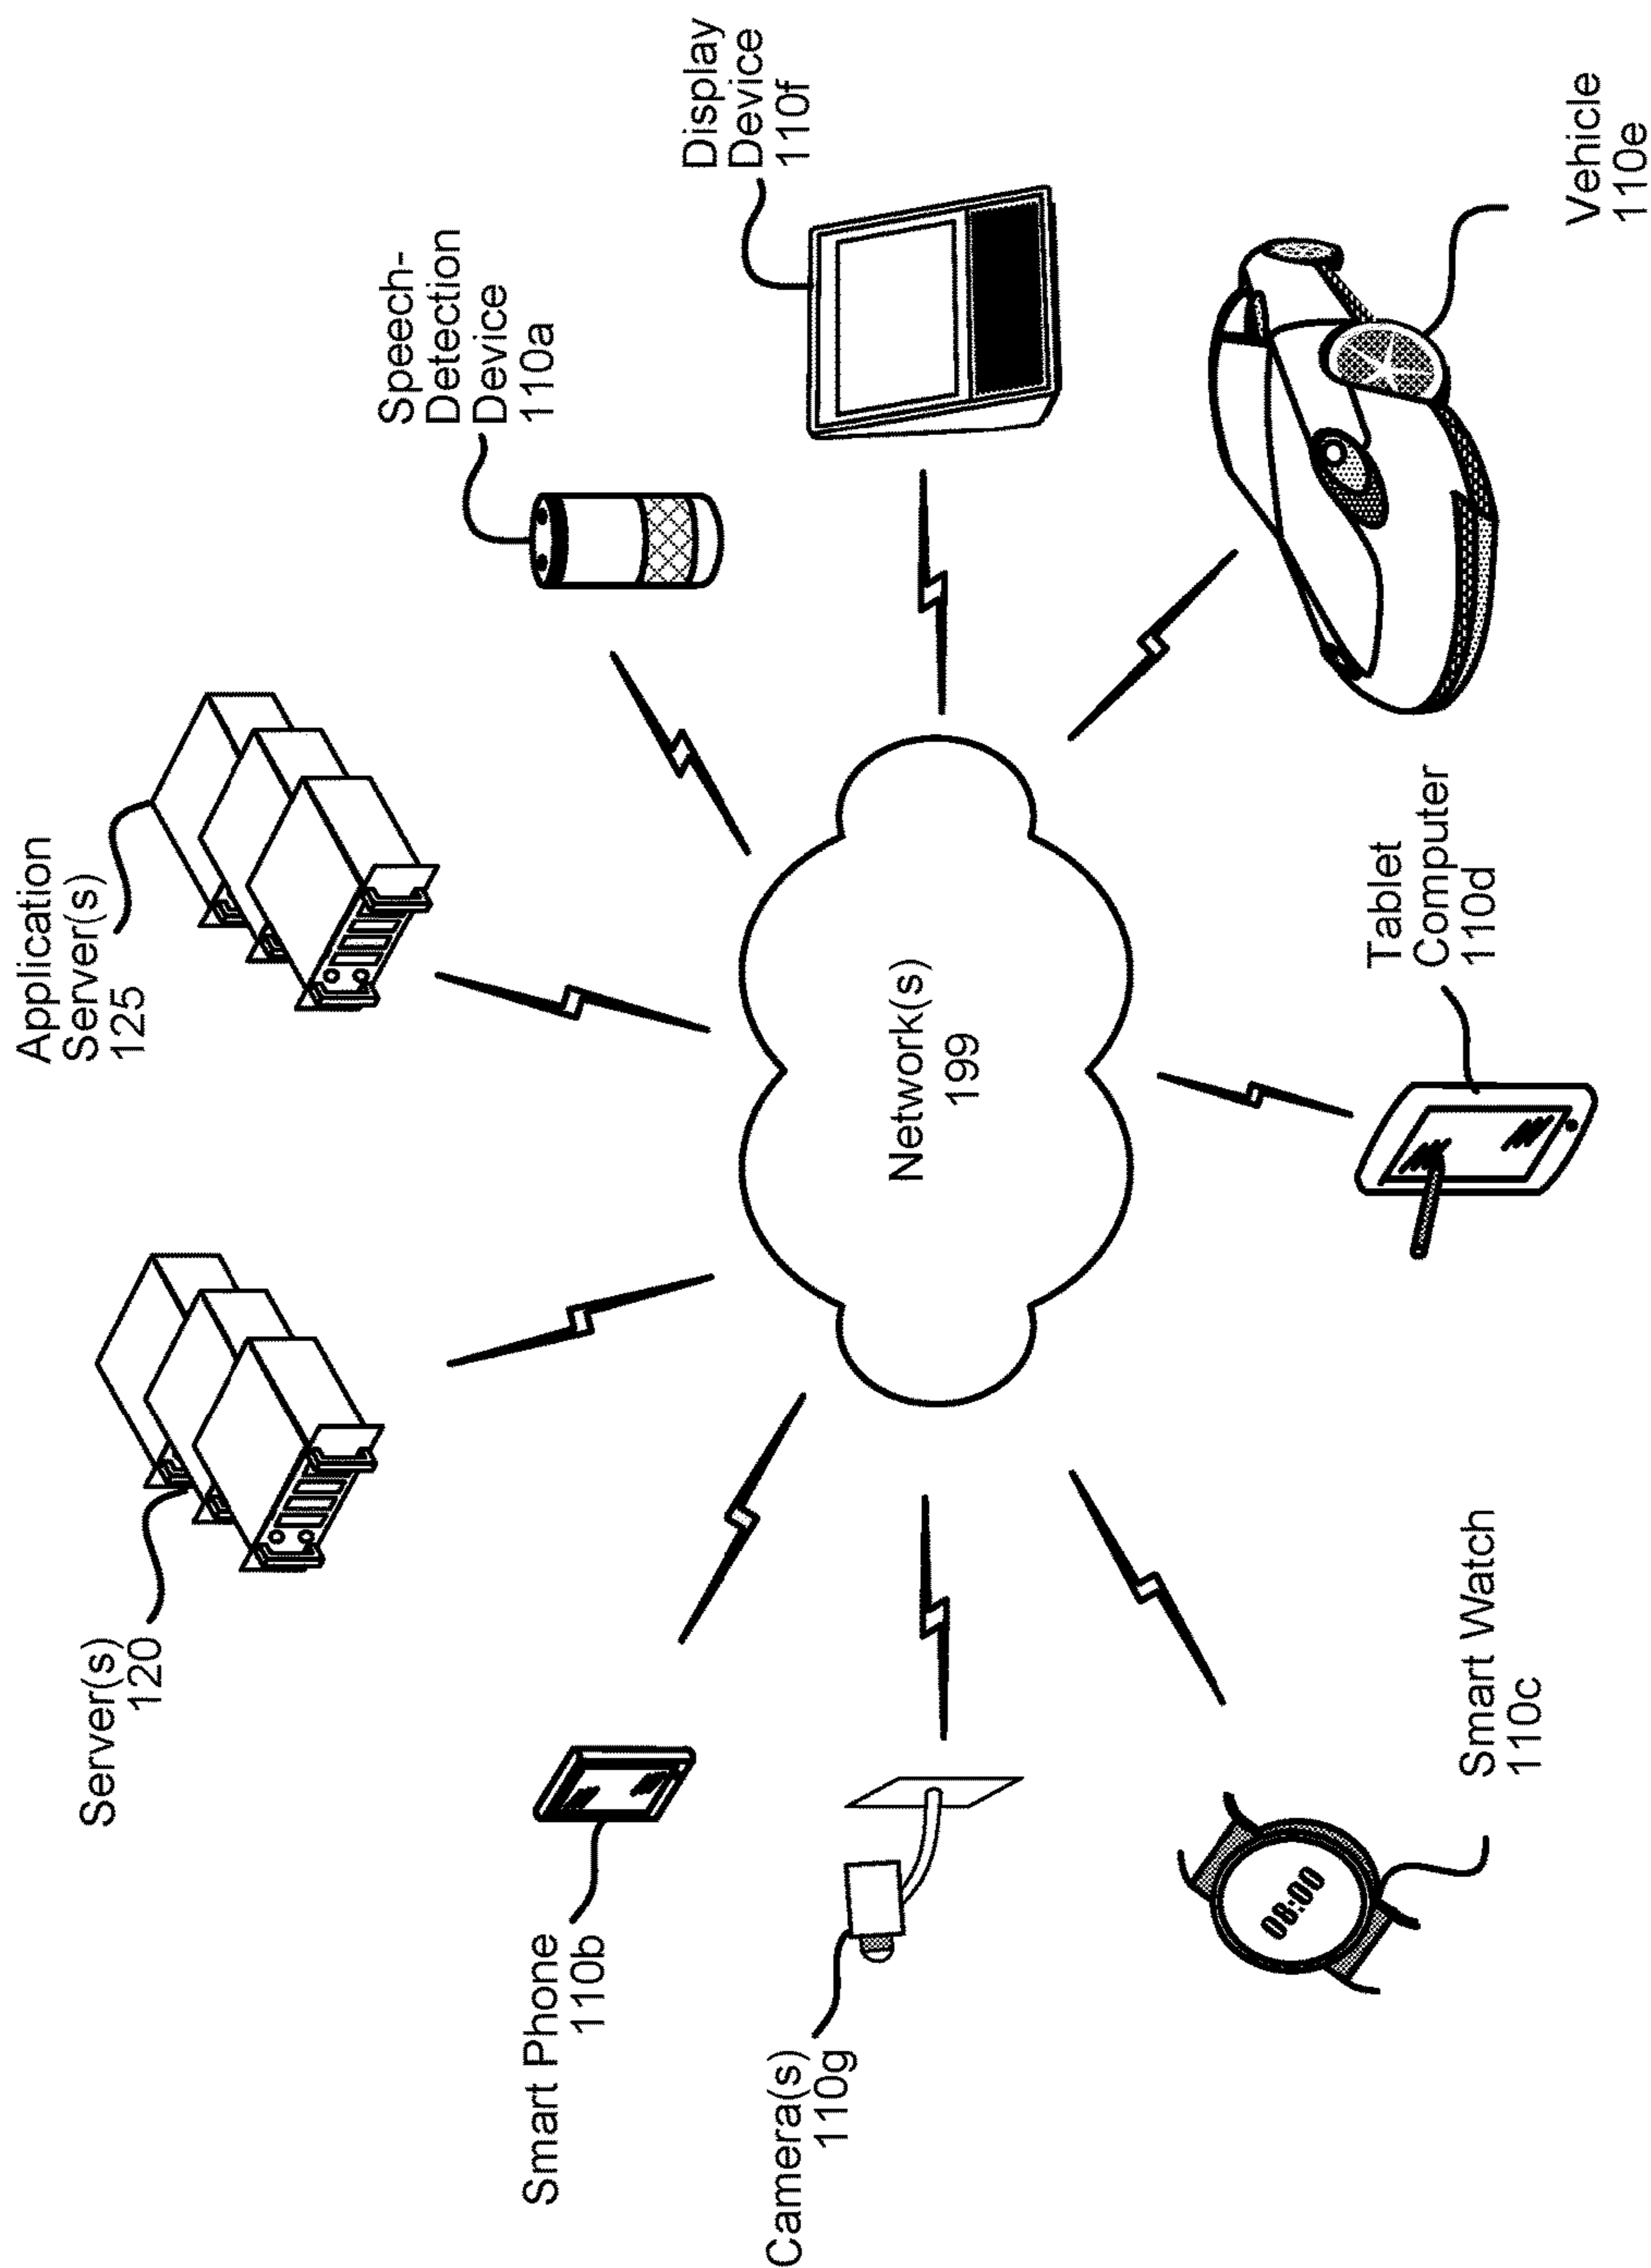 Server(s)
120
Application
Server(s)
125
Smart Phone
110b
Speech-
Detection
Device
110a
Camera(s)
110g
Network(s)
199
Display
Device
110f
08:00
Smart Watch
110c
Tablet
Computer
110d
Vehicle
110e